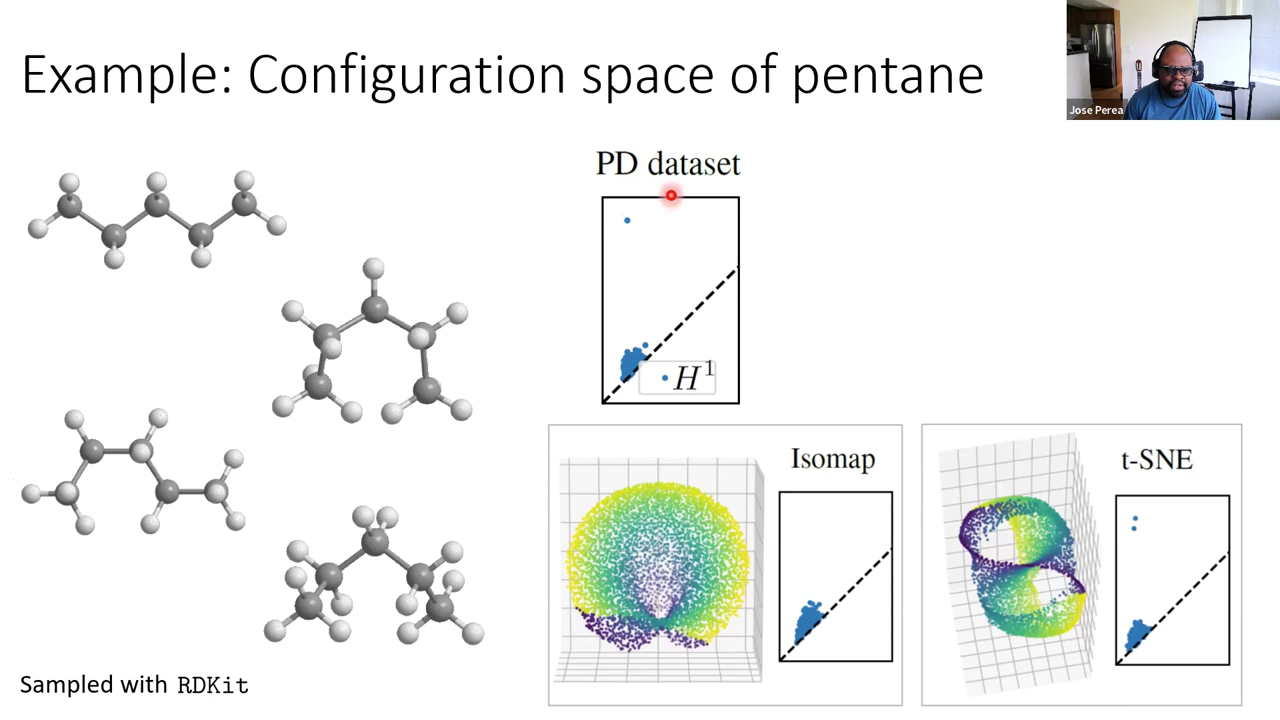 Example: Configuration space of pentane
Jose Perea
PD dataset
H¹
Isomap
t-SNE
Sampled with RDKit